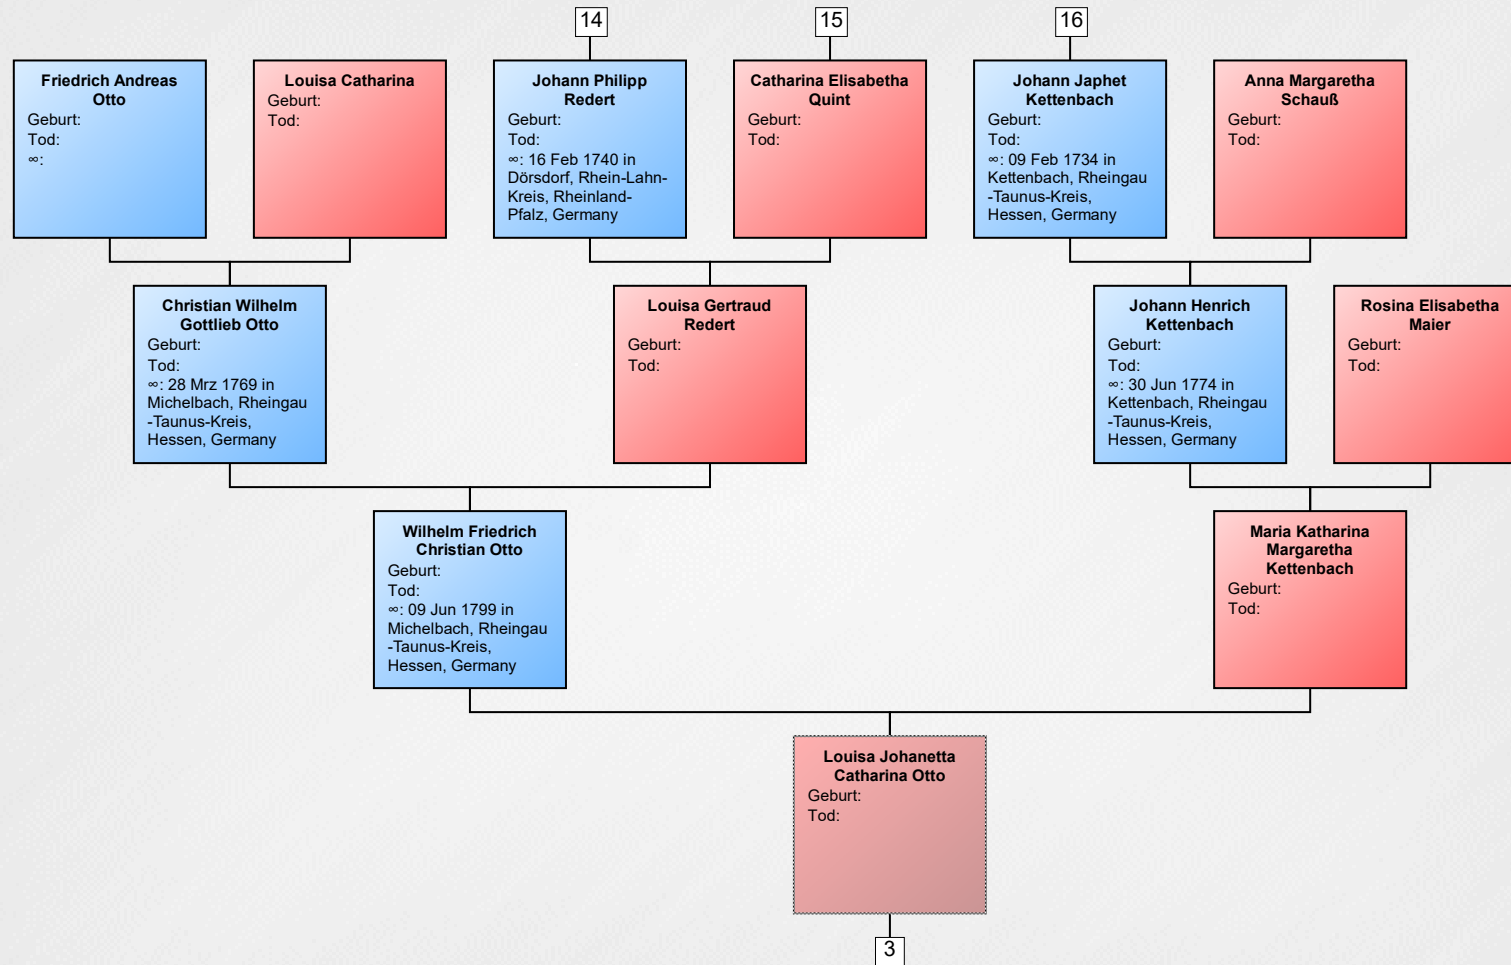 14
15
16
Friedrich Andreas
Otto
Geburt:
Tod:
∞:
Louisa Catharina
Geburt:
Tod:
Johann Philipp
Redert
Geburt:
Tod:
∞: 16 Feb 1740 in
Dörsdorf, Rhein-Lahn-
Kreis, Rheinland-
Pfalz, Germany
Catharina Elisabetha
Quint
Geburt:
Tod:
Johann Japhet
Kettenbach
Geburt:
Tod:
∞: 09 Feb 1734 in
Kettenbach, Rheingau
-Taunus-Kreis,
Hessen, Germany
Anna Margaretha
Schauß
Geburt:
Tod:
Christian Wilhelm
Gottlieb Otto
Geburt:
Tod:
∞: 28 Mrz 1769 in
Michelbach, Rheingau
-Taunus-Kreis,
Hessen, Germany
Louisa Gertraud
Redert
Geburt:
Tod:
Johann Henrich
Kettenbach
Geburt:
Tod:
∞: 30 Jun 1774 in
Kettenbach, Rheingau
-Taunus-Kreis,
Hessen, Germany
Rosina Elisabetha
Maier
Geburt:
Tod:
Wilhelm Friedrich
Christian Otto
Geburt:
Tod:
∞: 09 Jun 1799 in
Michelbach, Rheingau
-Taunus-Kreis,
Hessen, Germany
Maria Katharina
Margaretha
Kettenbach
Geburt:
Tod:
Louisa Johanetta
Catharina Otto
Geburt:
Tod:
3